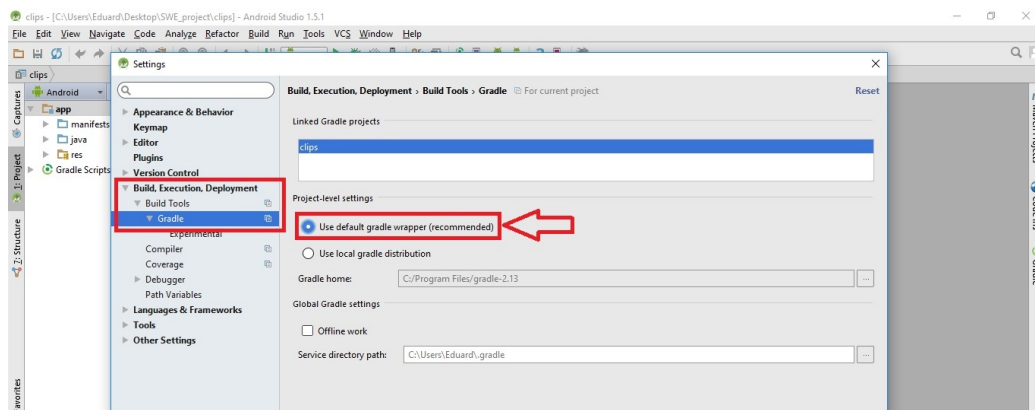 clips - [C:\Users\Eduard\Desktop\SWE_project\clips] - Android Studio 1.5.1
File Edit View Navigate Code Analyze Refactor Build Run Tools VCS Window Help
clips
Android
app
manifests
java
res
Gradle Scripts
Captures
1: Project
7: Structure
Settings
Appearance & Behavior
Keymap
Editor
Plugins
Version Control
Build, Execution, Deployment
Build Tools
Gradle
Experimental
Compiler
Coverage
Debugger
Path Variables
Languages & Frameworks
Tools
Other Settings
Build, Execution, Deployment › Build Tools › Gradle For current project Reset
Linked Gradle projects
clips
Project-level settings
Use default gradle wrapper (recommended)
Use local gradle distribution
Gradle home: C:/Program Files/gradle-2.13 ...
Global Gradle settings
Offline work
Service directory path: C:\Users\Eduard\.gradle ...